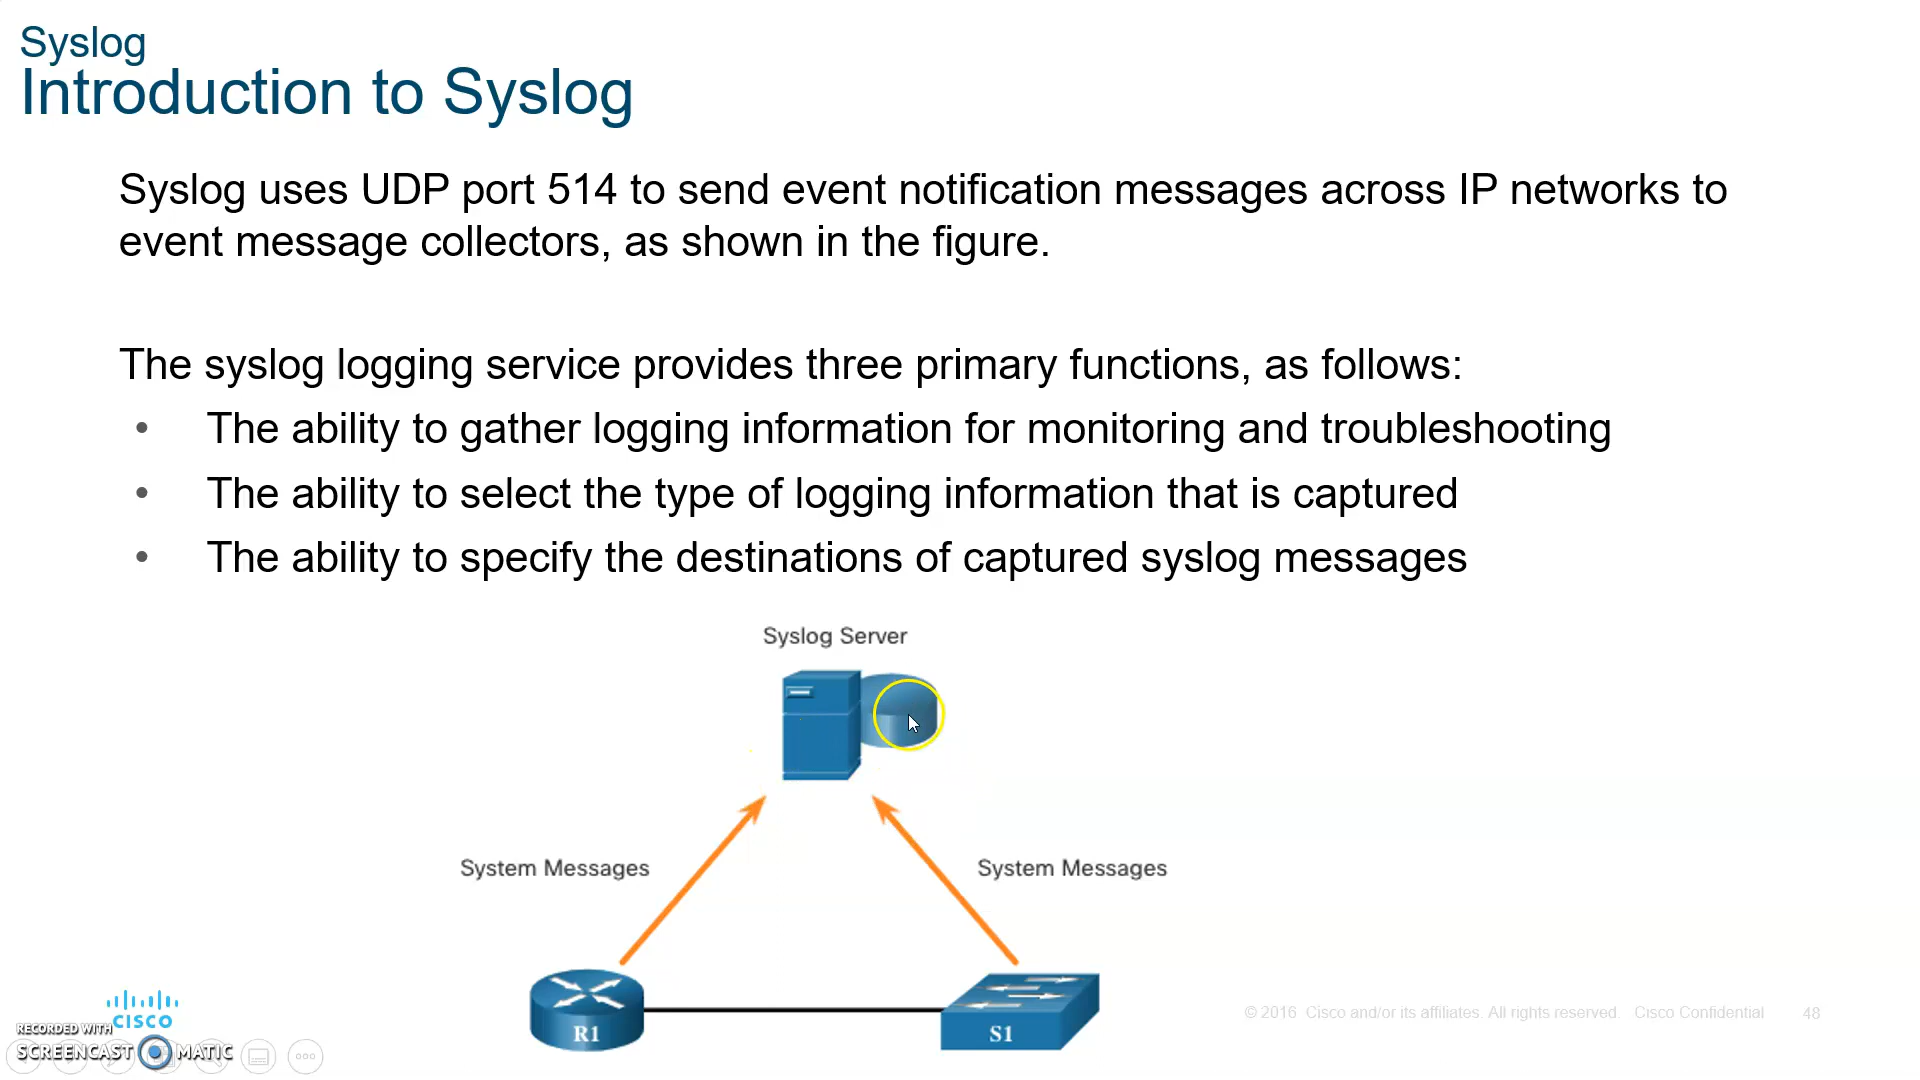 Syslog
Introduction to Syslog
Syslog uses UDP port 514 to send event notification messages across IP networks to
event message collectors, as shown in the figure.
The syslog logging service provides three primary functions, as follows:
• The ability to gather logging information for monitoring and troubleshooting
• The ability to select the type of logging information that is captured
• The ability to specify the destinations of captured syslog messages
Syslog Server
System Messages
System Messages
R1
S1
CISCO
RECORDED WITH
SCREENCAST MATIC
© 2016 Cisco and/or its affiliates. All rights reserved. Cisco Confidential
48